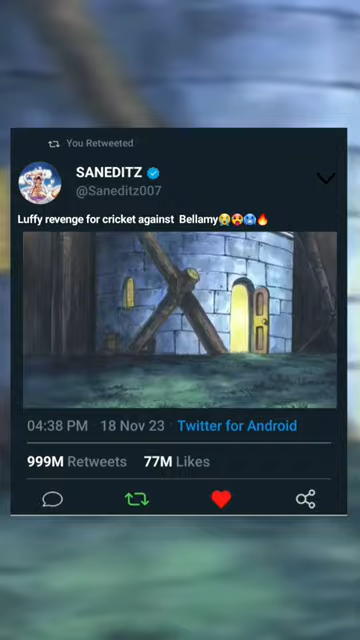 You Retweeted
SANEDITZ
@Saneditz007
Luffy revenge for cricket against Bellamy😭🥵🥶🔥
04:38 PM 18 Nov 23 Twitter for Android
999M Retweets 77M Likes